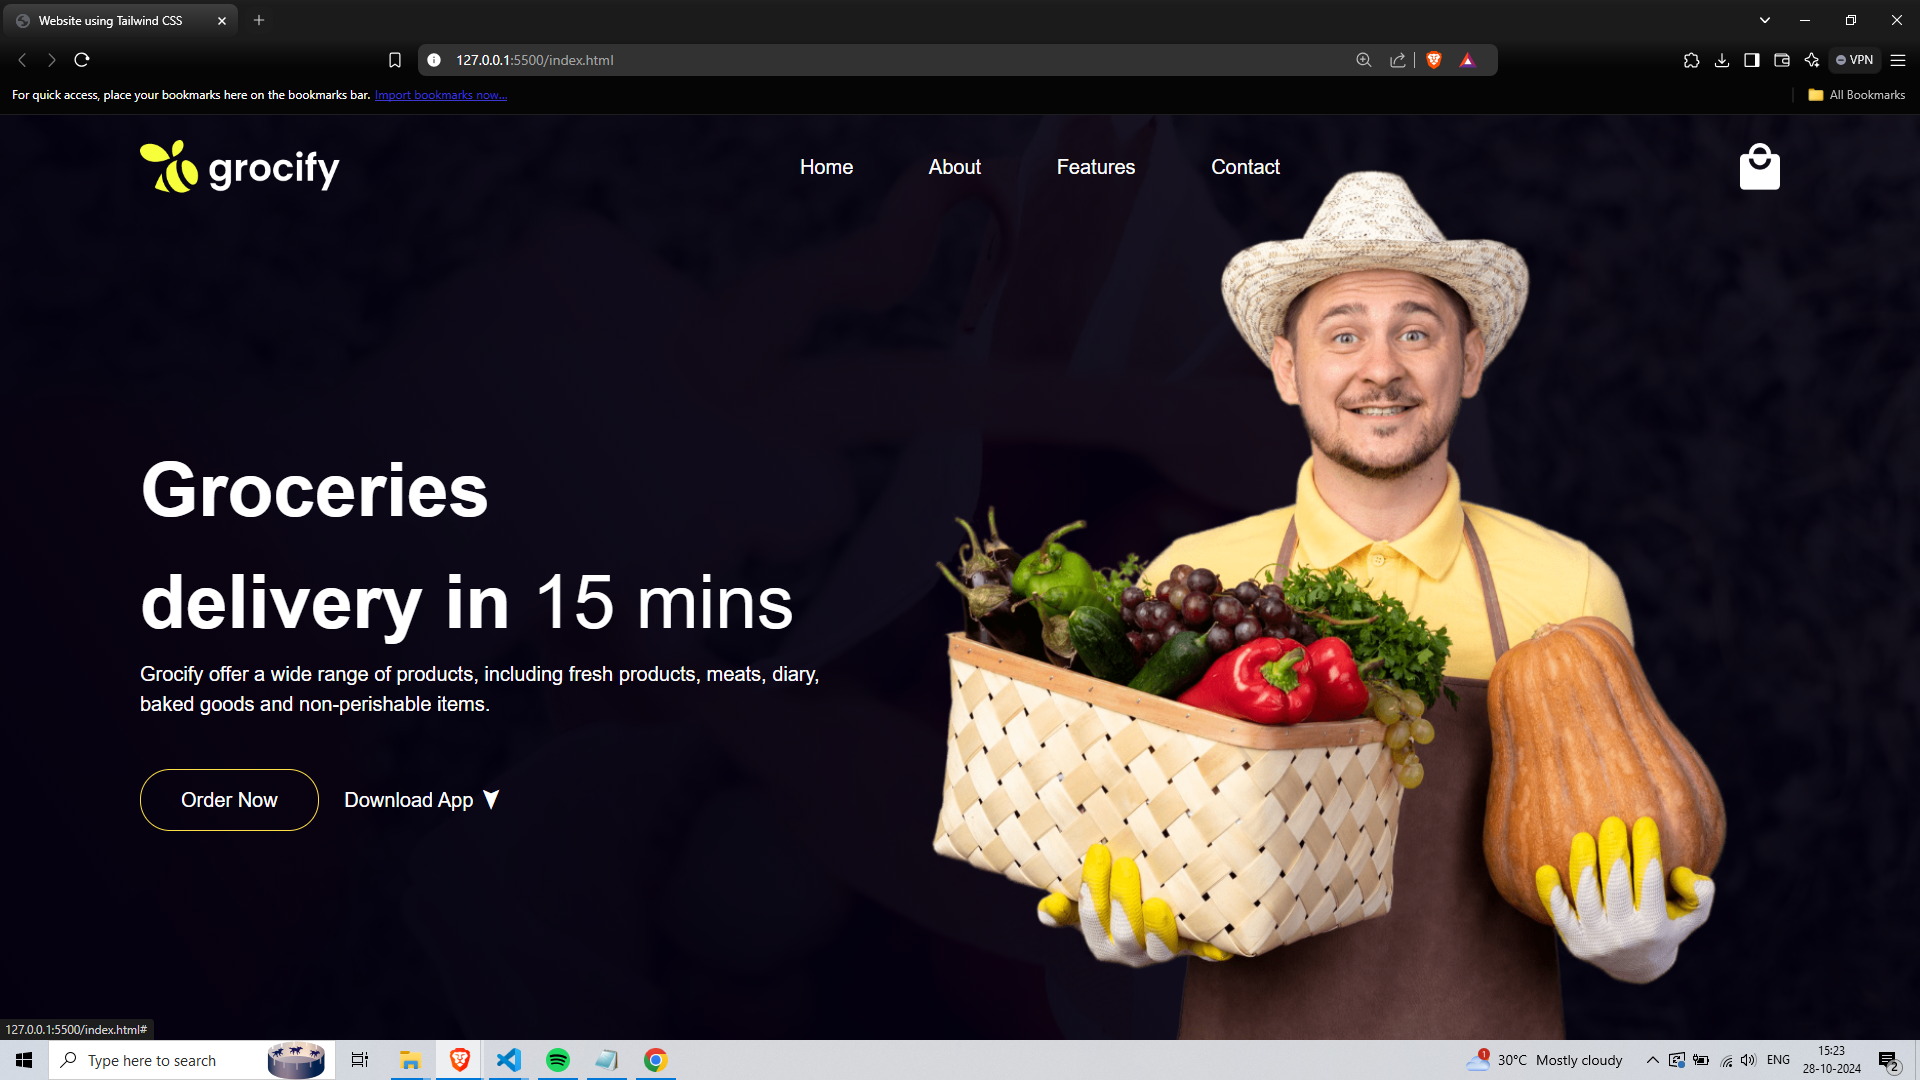 Website using Tailwind CSS
127.0.0.1:5500/index.html
VPN
For quick access, place your bookmarks here on the bookmarks bar. Import bookmarks now...
All Bookmarks
grocify
Home About Features Contact
Groceries
delivery in 15 mins
Grocify offer a wide range of products, including fresh products, meats, diary,
baked goods and non-perishable items.
Order Now Download App
127.0.0.1:5500/index.html#
Type here to search
1
30°C Mostly cloudy
ENG
15:23
28-10-2024
2